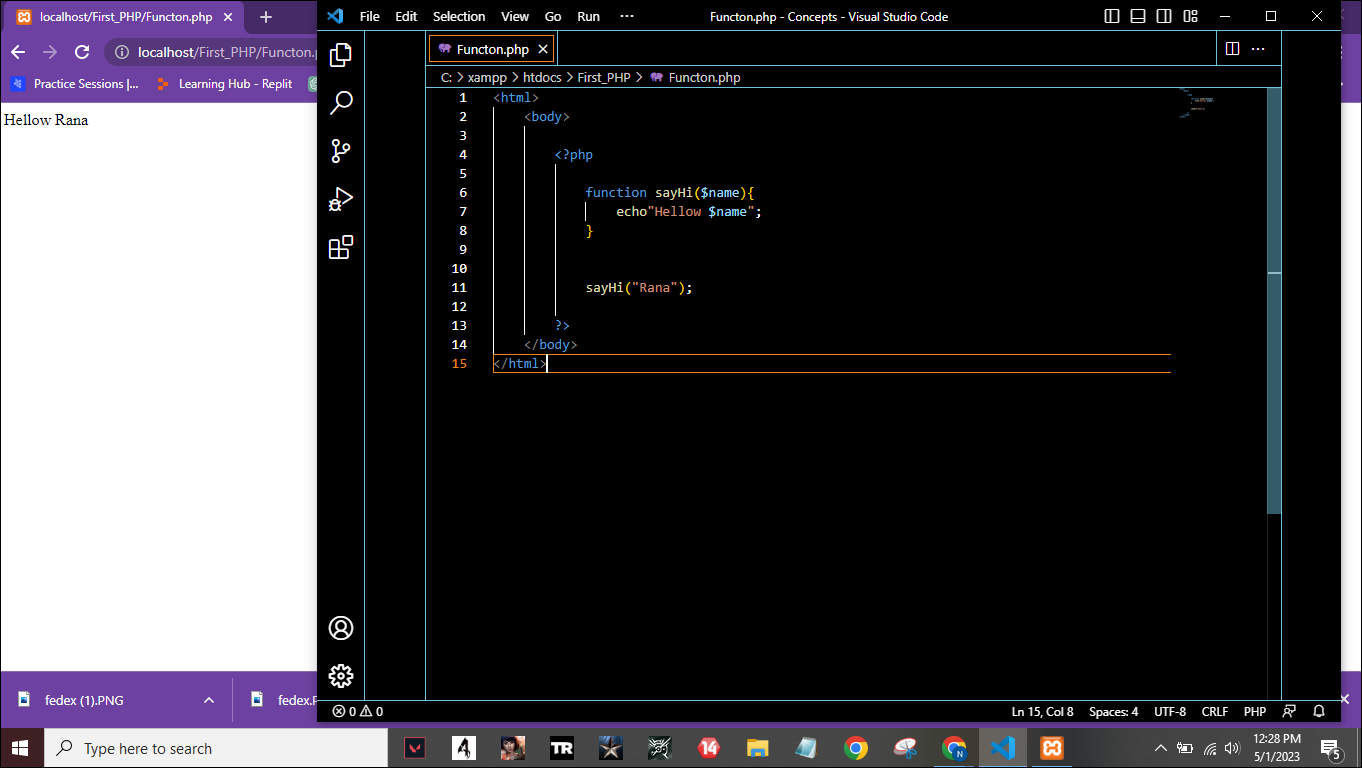 localhost/First_PHP/Functon.php
localhost/First_PHP/Functon.
Practice Sessions |...
Learning Hub - Replit
Hellow Rana
File Edit Selection View Go Run ···
Functon.php - Concepts - Visual Studio Code
Functon.php
C: > xampp > htdocs > First_PHP > Functon.php
1 <html>
2 <body>
3
4 <?php
5
6 function sayHi($name){
7 echo"Hellow $name";
8 }
9
10
11 sayHi("Rana");
12
13 ?>
14 </body>
15 </html>
0 0
Ln 15, Col 8 Spaces: 4 UTF-8 CRLF PHP
fedex (1).PNG
fedex.
Type here to search
4
TR
14
N
12:28 PM
5/1/2023
5